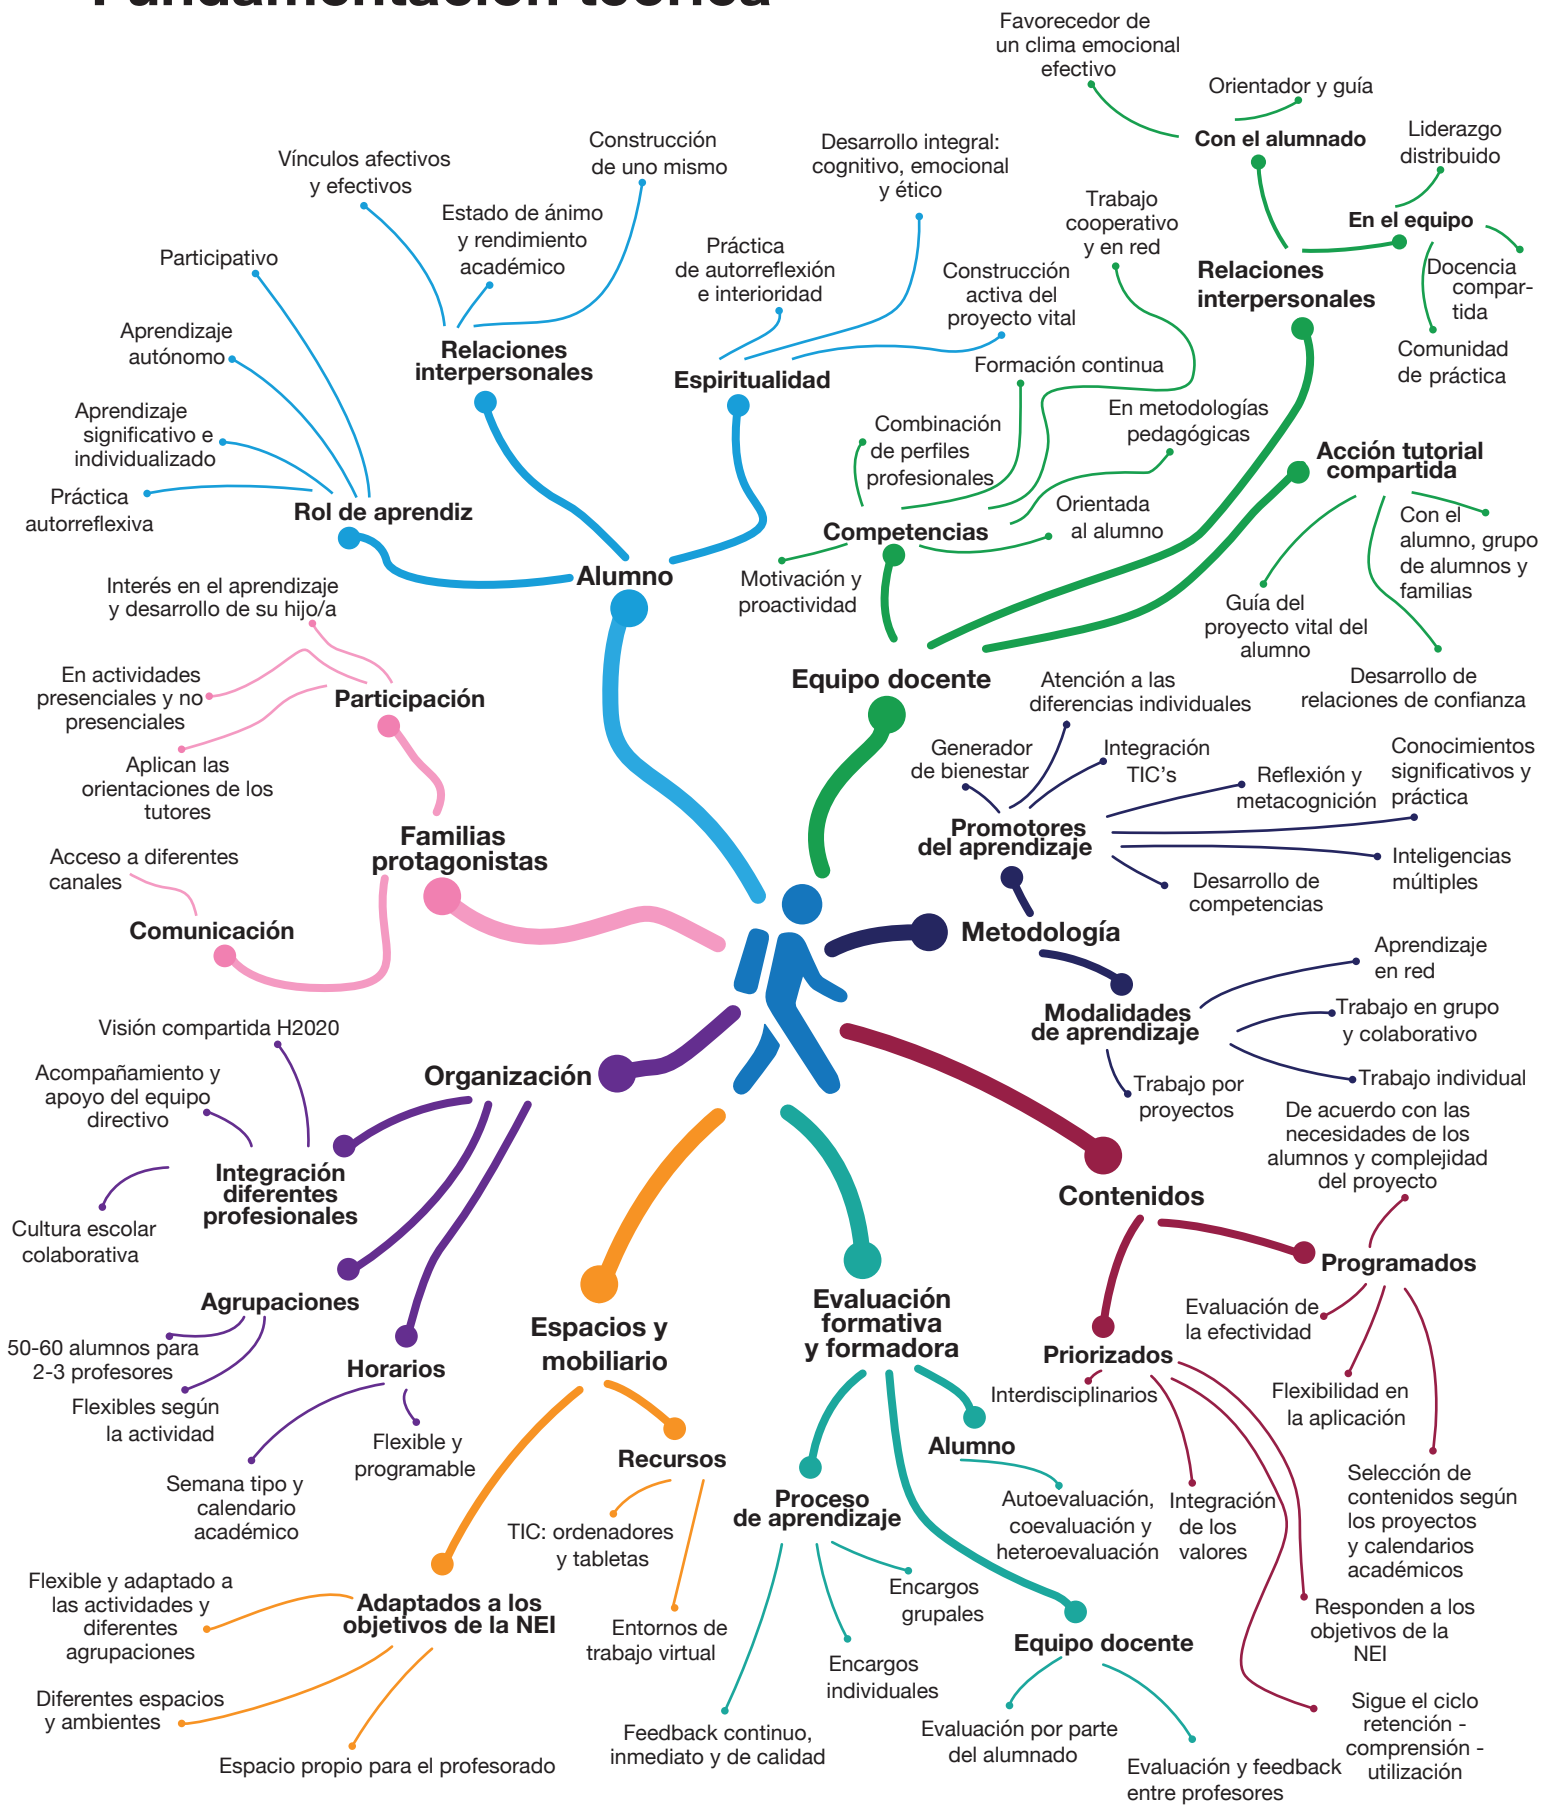 Fundamentación teórica
Favorecedor de
un clima emocional
efectivo
Orientador y guía
Con el alumnado
Liderazgo
distribuido
En el equipo
Docencia
compar-
tida
Comunidad
de práctica
Relaciones
interpersonales
Vínculos afectivos
y efectivos
Construcción
de uno mismo
Estado de ánimo
y rendimiento
académico
Relaciones
interpersonales
Desarrollo integral:
cognitivo, emocional
y ético
Práctica
de autorreflexión
e interioridad
Construcción
activa del
proyecto vital
Espiritualidad
Participativo
Aprendizaje
autónomo
Aprendizaje
significativo e
individualizado
Práctica
autorreflexiva
Rol de aprendiz
Alumno
Trabajo
cooperativo
y en red
Formación continua
Combinación
de perfiles
profesionales
En metodologías
pedagógicas
Orientada
al alumno
Competencias
Motivación y
proactividad
Acción tutorial
compartida
Con el
alumno, grupo
de alumnos y
familias
Guía del
proyecto vital del
alumno
Desarrollo de
relaciones de confianza
Equipo docente
Interés en el aprendizaje
y desarrollo de su hijo/a
En actividades
presenciales y no
presenciales
Participación
Aplican las
orientaciones de los
tutores
Familias
protagonistas
Acceso a diferentes
canales
Comunicación
Atención a las
diferencias individuales
Generador
de bienestar
Integración
TIC's
Reflexión y
metacognición
Conocimientos
significativos y
práctica
Promotores
del aprendizaje
Inteligencias
múltiples
Desarrollo de
competencias
Metodología
Modalidades
de aprendizaje
Aprendizaje
en red
Trabajo en grupo
y colaborativo
Trabajo individual
Trabajo por
proyectos
Visión compartida H2020
Acompañamiento y
apoyo del equipo
directivo
Organización
Integración
diferentes
profesionales
Cultura escolar
colaborativa
Agrupaciones
50-60 alumnos para
2-3 profesores
Flexibles según
la actividad
Horarios
Flexible y
programable
Semana tipo y
calendario
académico
Espacios y
mobiliario
Recursos
TIC: ordenadores
y tabletas
Entornos de
trabajo virtual
Adaptados a los
objetivos de la NEI
Flexible y adaptado a
las actividades y
diferentes
agrupaciones
Diferentes espacios
y ambientes
Espacio propio para el profesorado
Evaluación
formativa
y formadora
Alumno
Autoevaluación,
coevaluación y
heteroevaluación
Proceso
de aprendizaje
Encargos
grupales
Encargos
individuales
Feedback continuo,
inmediato y de calidad
Equipo docente
Evaluación por parte
del alumnado
Evaluación y feedback
entre profesores
Contenidos
De acuerdo con las
necesidades de los
alumnos y complejidad
del proyecto
Programados
Evaluación de
la efectividad
Flexibilidad en
la aplicación
Selección de
contenidos según
los proyectos
y calendarios
académicos
Priorizados
Interdisciplinarios
Integración
de los
valores
Responden a los
objetivos de la
NEI
Sigue el ciclo
retención -
comprensión -
utilización